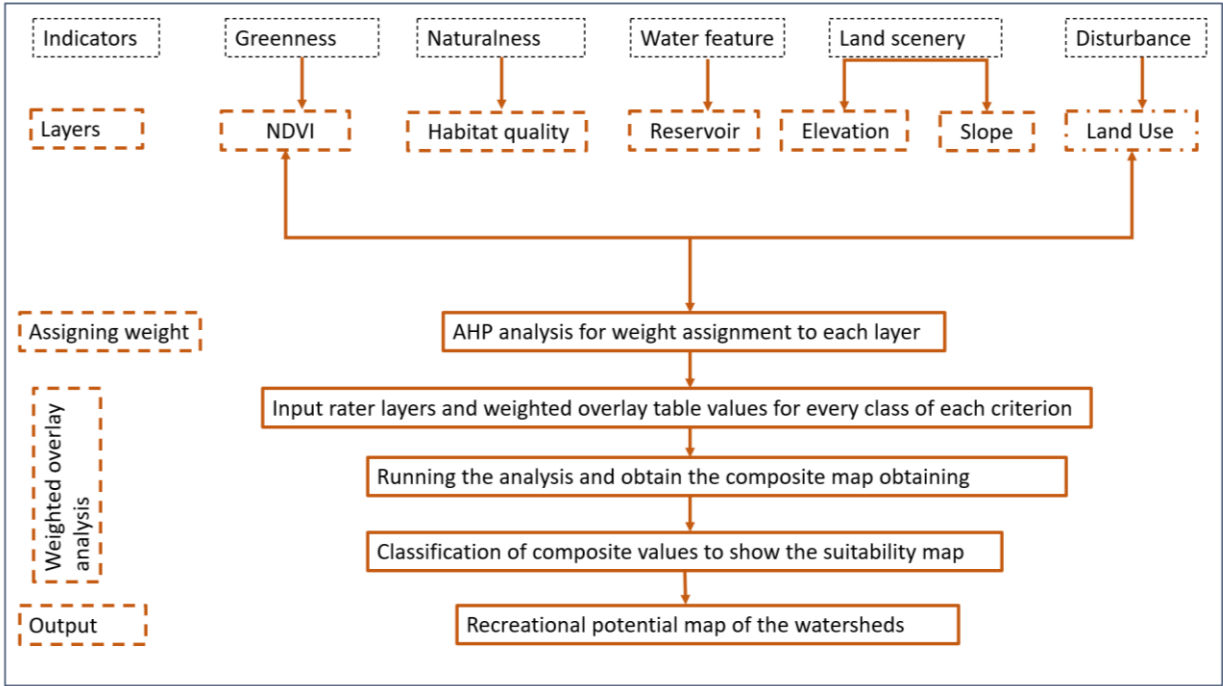 Indicators
Greenness
Naturalness
Water feature
Land scenery
Disturbance
Layers
NDVI
Habitat quality
Reservoir
Elevation
Slope
Land Use
Assigning weight
AHP analysis for weight assignment to each layer
Weighted overlay
analysis
Input rater layers and weighted overlay table values for every class of each criterion
Running the analysis and obtain the composite map obtaining
Classification of composite values to show the suitability map
Output
Recreational potential map of the watersheds